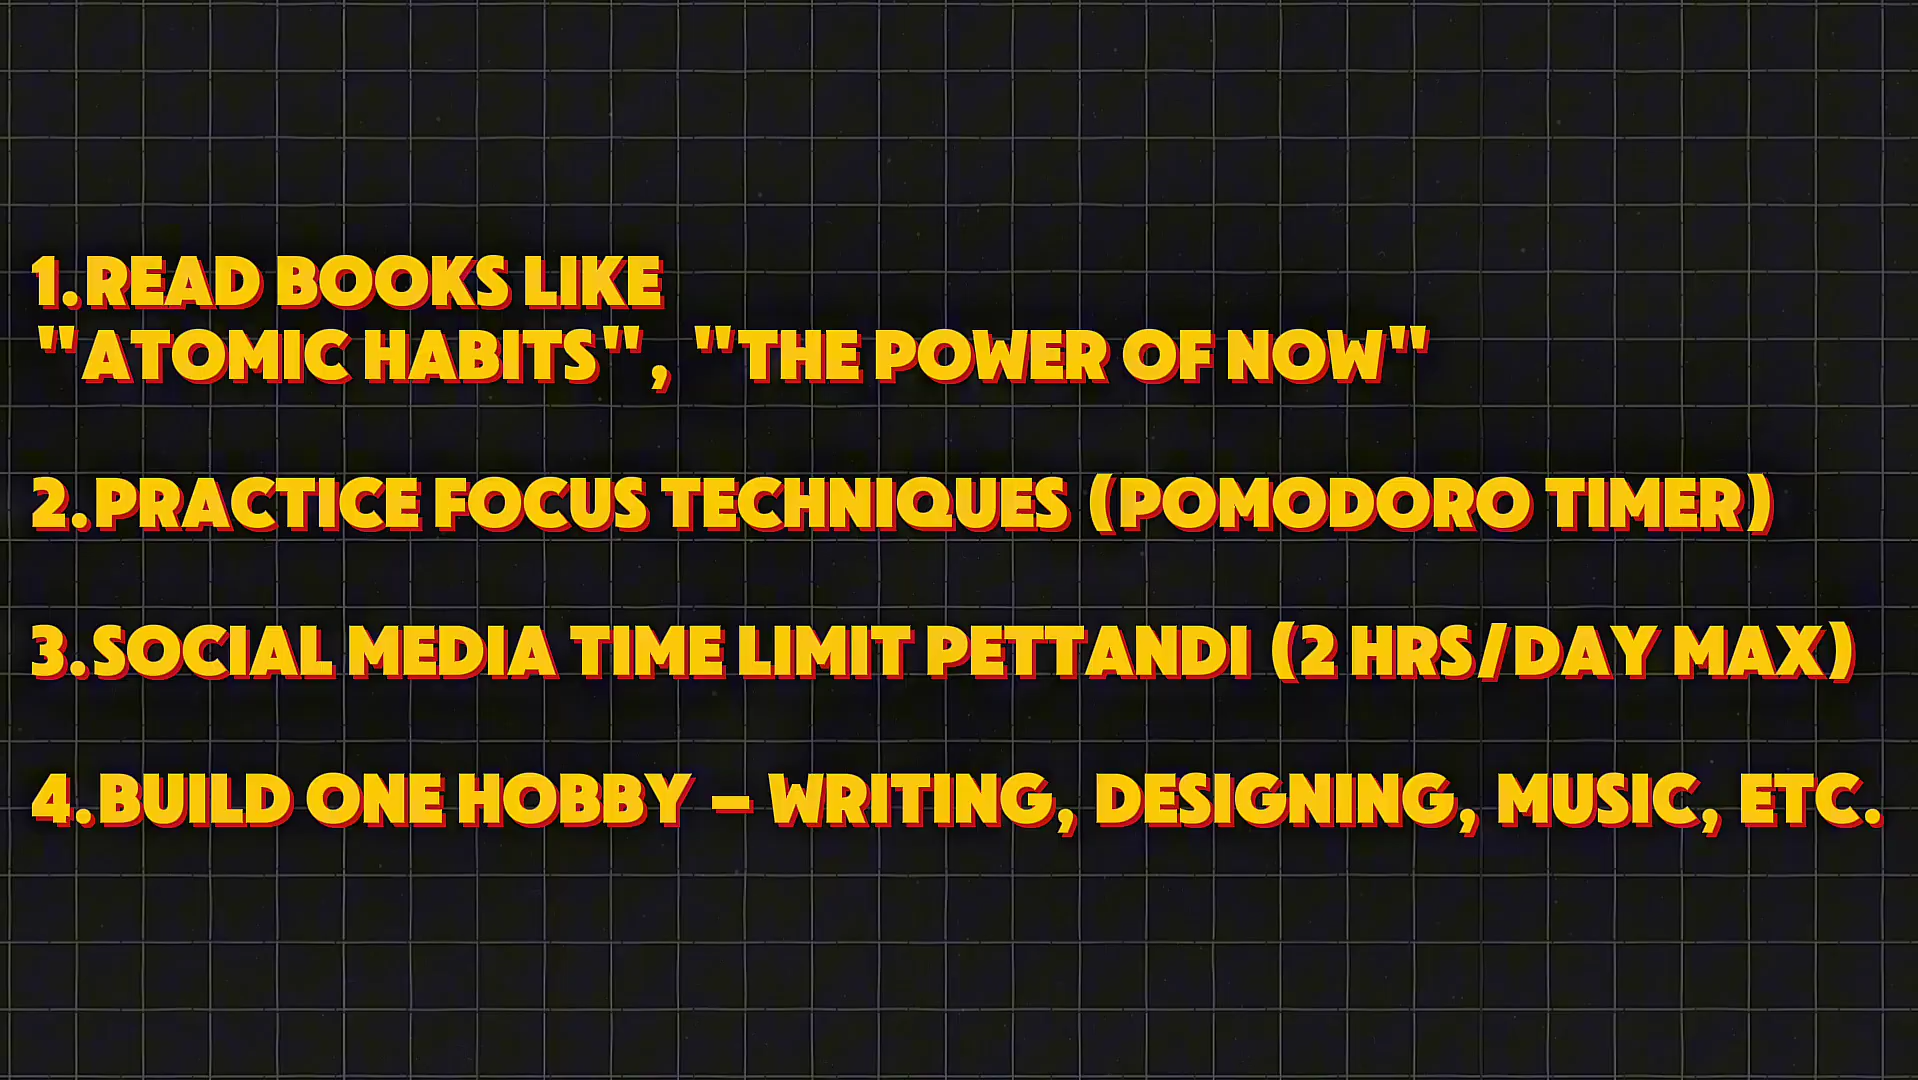 1.READ BOOKS LIKE
"ATOMIC HABITS", "THE POWER OF NOW"
2.PRACTICE FOCUS TECHNIQUES (POMODORO TIMER)
3.SOCIAL MEDIA TIME LIMIT PETTANDI (2 HRS/DAY MAX)
4.BUILD ONE HOBBY – WRITING, DESIGNING, MUSIC, ETC.